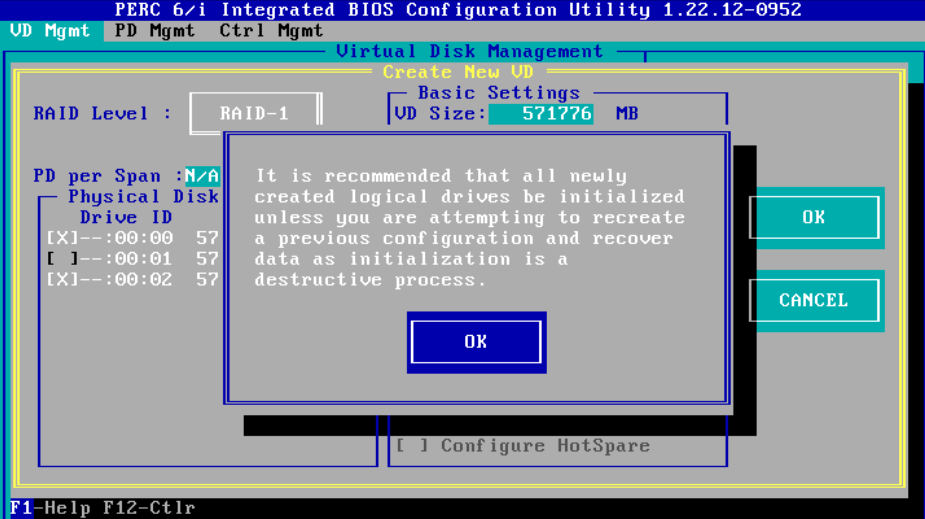 PERC 6/i Integrated BIOS Configuration Utility 1.22.12-0952
VD Mgmt PD Mgmt Ctrl Mgmt
Virtual Disk Management
Create New VD
RAID Level : RAID-1
Basic Settings
VD Size: 571776 MB
PD per Span :N/A
Physical Disk
Drive ID
[X]--:00:00 57
[ ]--:00:01 57
[X]--:00:02 57
It is recommended that all newly
created logical drives be initialized
unless you are attempting to recreate
a previous configuration and recover
data as initialization is a
destructive process.
OK
OK
CANCEL
[ ] Configure HotSpare
F1-Help F12-Ctlr